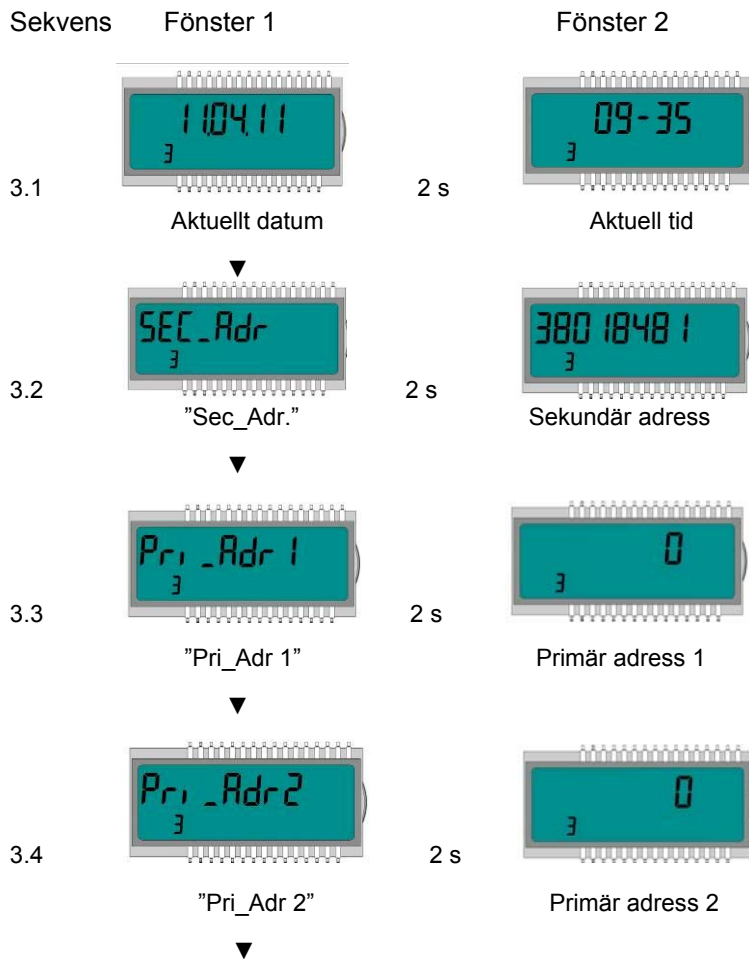 Sekvens Fönster 1 Fönster 2
11.04.11 09-35
3 3
3.1 2 s
Aktuellt datum Aktuell tid
▼
SEC_Adr 38018481
3 3
3.2 2 s
"Sec_Adr." Sekundär adress
▼
Pri_Adr 1 0
3 3
3.3 2 s
"Pri_Adr 1" Primär adress 1
▼
Pri_Adr2 0
3 3
3.4 2 s
"Pri_Adr 2" Primär adress 2
▼